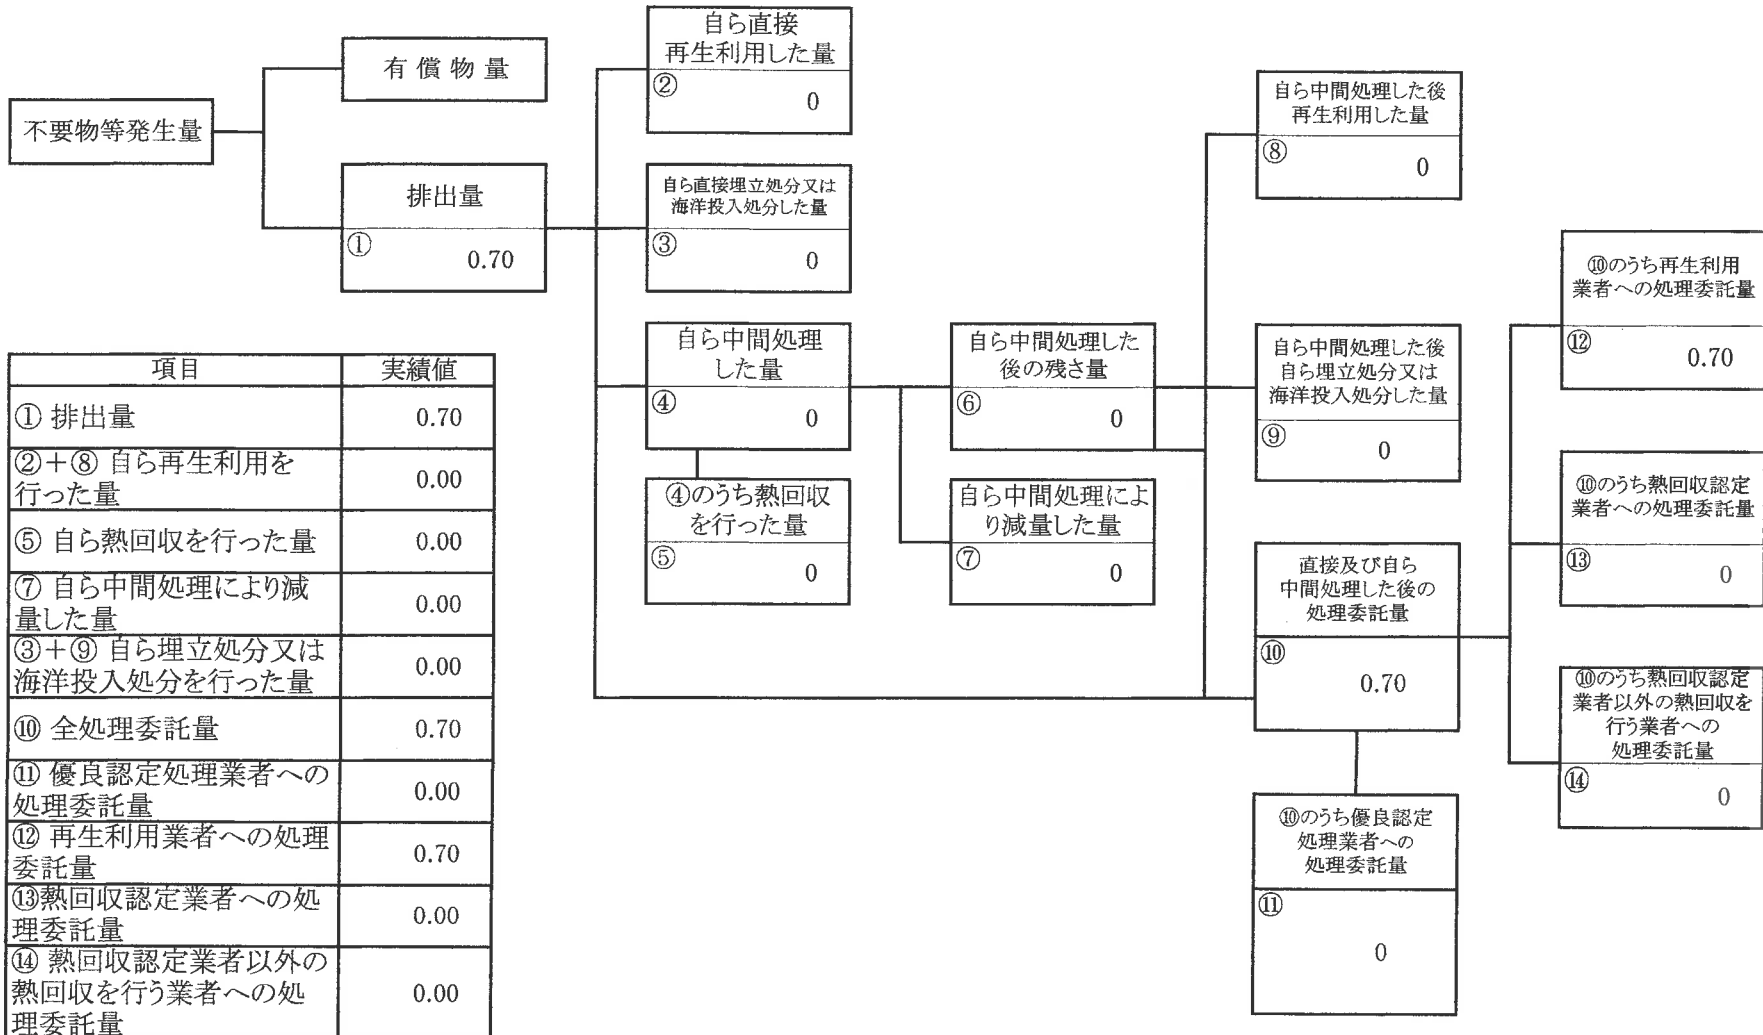 不要物等発生量
有償物量
排出量
①
0.70
自ら直接
再生利用した量
②
0
自ら直接埋立処分又は
海洋投入処分した量
③
0
自ら中間処理
した量
④
0
④のうち熱回収
を行った量
⑤
0
自ら中間処理した
後の残さ量
⑥
0
自ら中間処理によ
り減量した量
⑦
0
自ら中間処理した後
再生利用した量
⑧
0
自ら中間処理した後
自ら埋立処分又は
海洋投入処分した量
⑨
0
直接及び自ら
中間処理した後の
処理委託量
⑩
0.70
⑩のうち優良認定
処理業者への
処理委託量
⑪
0
⑩のうち再生利用
業者への処理委託量
⑫
0.70
⑩のうち熱回収認定
業者への処理委託量
⑬
0
⑩のうち熱回収認定
業者以外の熱回収を
行う業者への
処理委託量
⑭
0
項目 実績値
① 排出量 0.70
②+⑧ 自ら再生利用を
行った量 0.00
⑤ 自ら熱回収を行った量 0.00
⑦ 自ら中間処理により減
量した量 0.00
③+⑨ 自ら埋立処分又は
海洋投入処分を行った量 0.00
⑩ 全処理委託量 0.70
⑪ 優良認定処理業者への
処理委託量 0.00
⑫ 再生利用業者への処理
委託量 0.70
⑬熱回収認定業者への処
理委託量 0.00
⑭ 熱回収認定業者以外の
熱回収を行う業者への処
理委託量 0.00